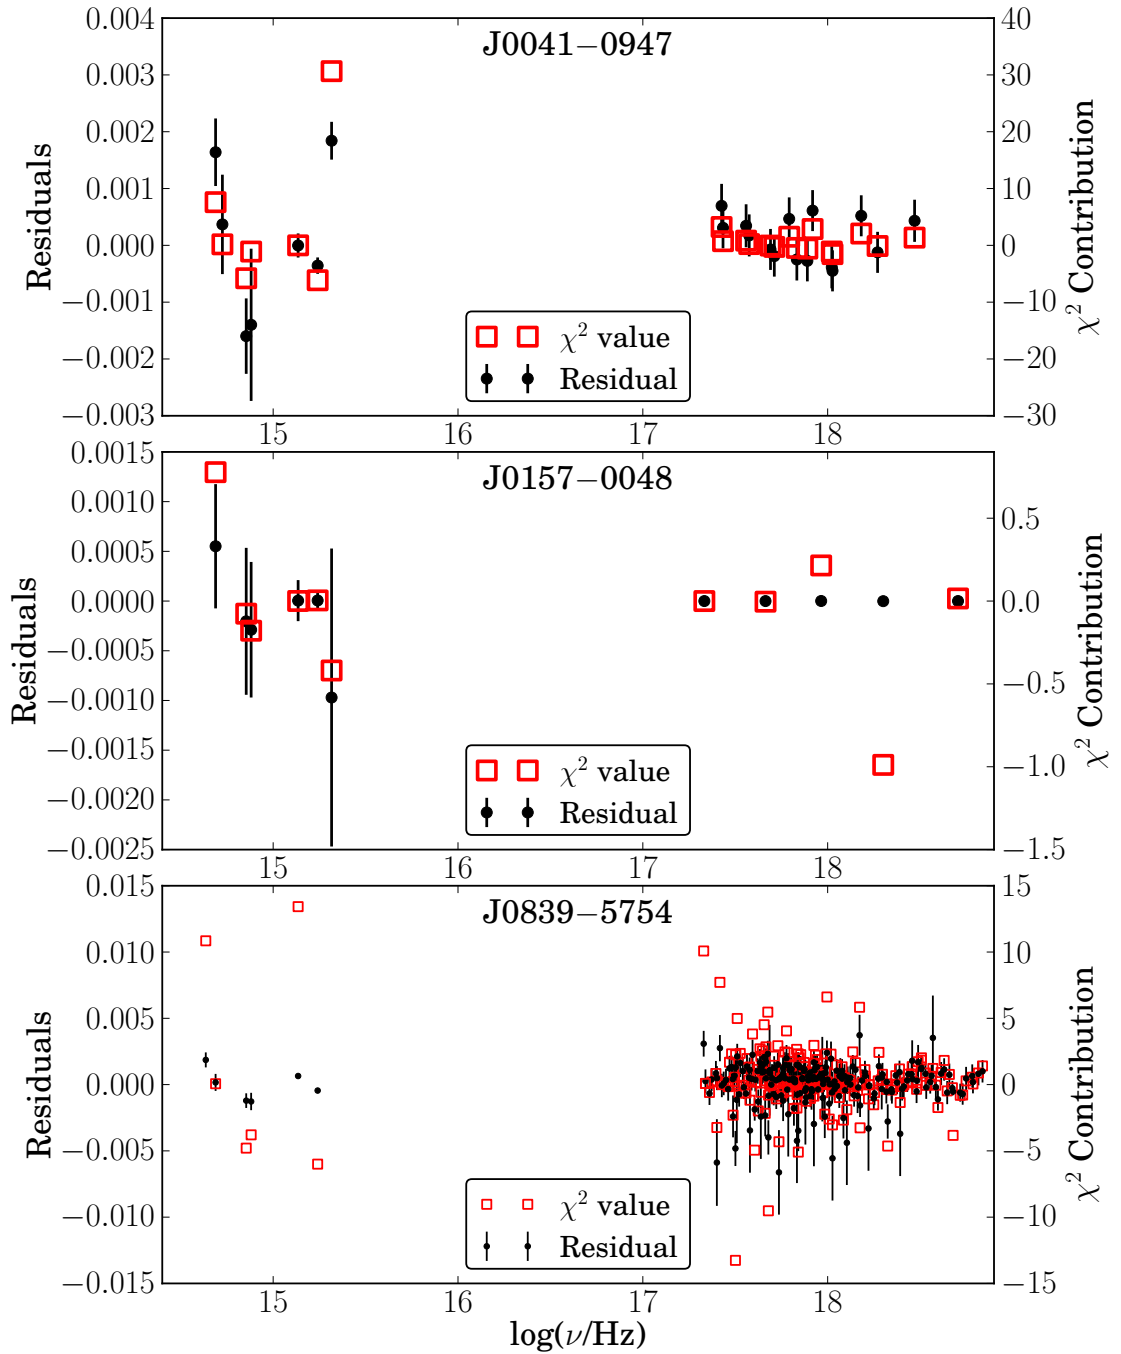 J0041−0947
0.004
0.003
0.002
0.001
0.000
−0.001
−0.002
−0.003
Residuals
40
30
20
10
0
−10
−20
−30
χ² Contribution
χ² value
Residual
15 16 17 18
J0157−0048
0.0015
0.0010
0.0005
0.0000
−0.0005
−0.0010
−0.0015
−0.0020
−0.0025
Residuals
0.5
0.0
−0.5
−1.0
−1.5
χ² Contribution
χ² value
Residual
15 16 17 18
J0839−5754
0.015
0.010
0.005
0.000
−0.005
−0.010
−0.015
Residuals
15
10
5
0
−5
−10
−15
χ² Contribution
χ² value
Residual
15 16 17 18
log(ν/Hz)